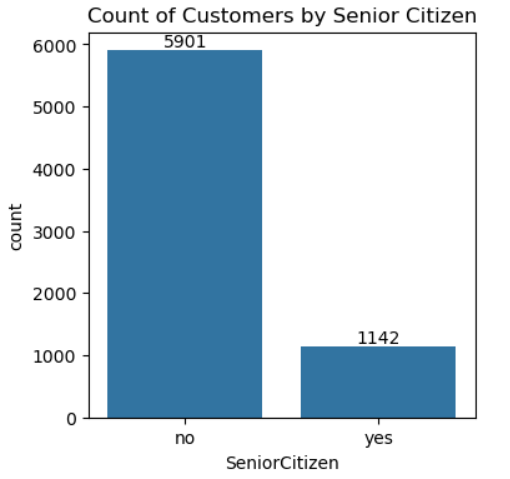 Count of Customers by Senior Citizen
6000
5901
5000
4000
3000
2000
1142
1000
0
count
no
yes
SeniorCitizen